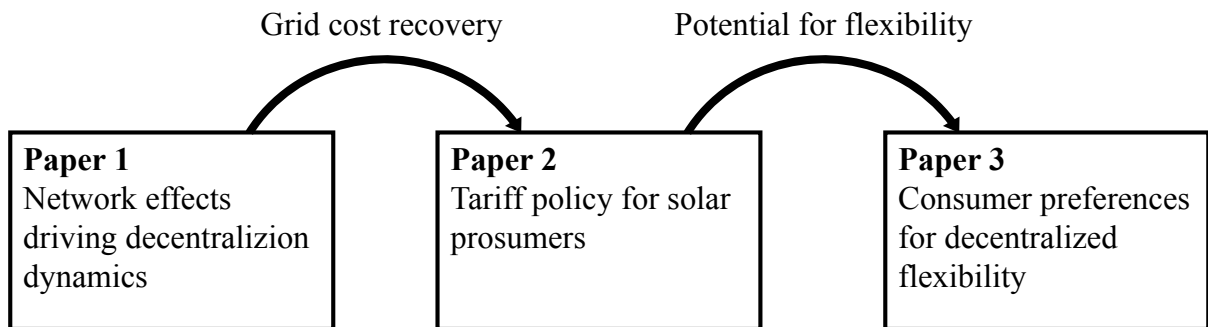 Grid cost recovery
Potential for flexibility
Paper 1
Network effects
driving decentralizion
dynamics
Paper 2
Tariff policy for solar
prosumers
Paper 3
Consumer preferences
for decentralized
flexibility